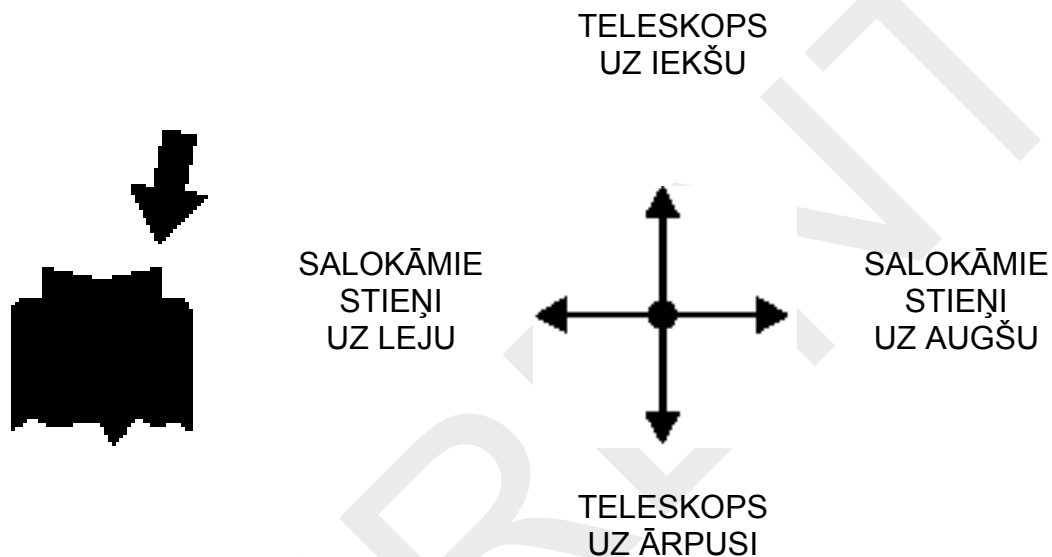 TELESKOPS
UZ IEKŠU
SALOKĀMIE
STIEŅI
UZ LEJU
SALOKĀMIE
STIEŅI
UZ AUGŠU
TELESKOPS
UZ ĀRPUSI